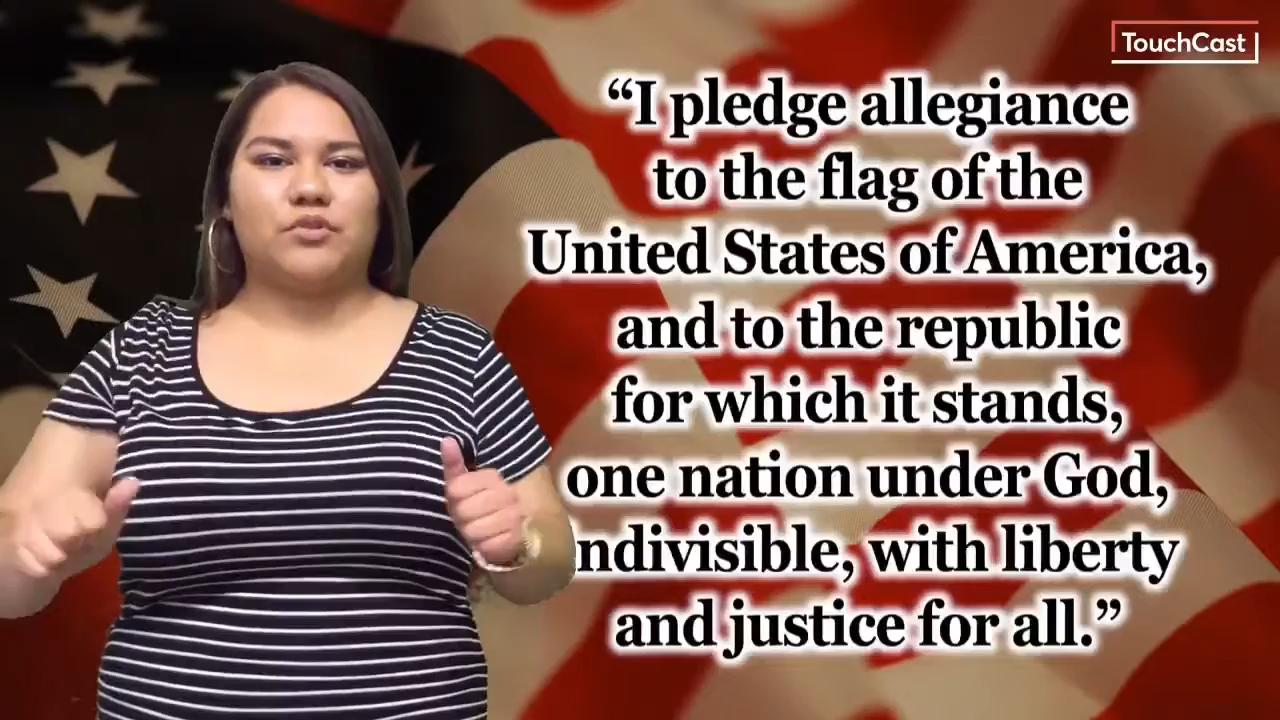 TouchCast
“I pledge allegiance
to the flag of the
United States of America,
and to the republic
for which it stands,
one nation under God,
ndivisible, with liberty
and justice for all.”